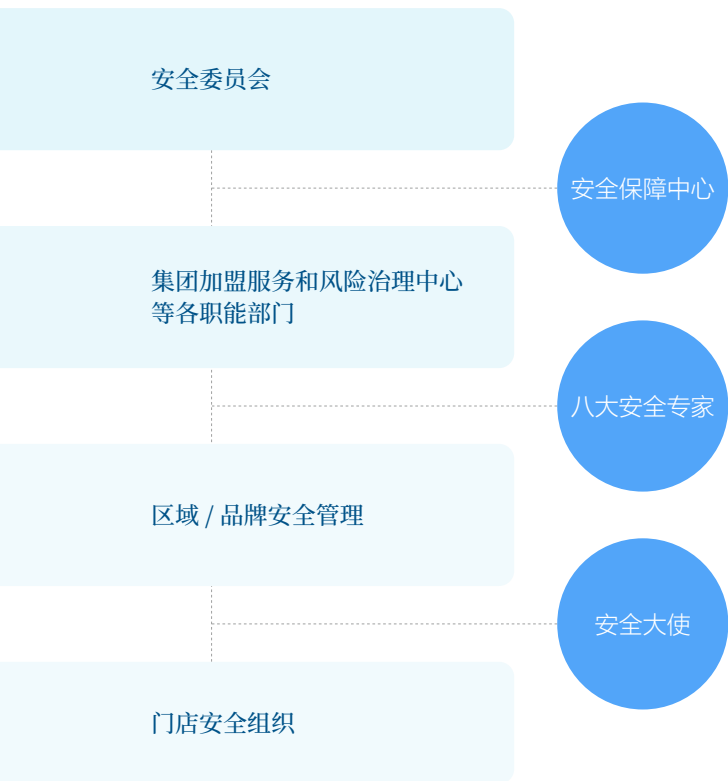 安全委员会
安全保障中心
集团加盟服务和风险治理中心
等各职能部门
八大安全专家
区域 / 品牌安全管理
安全大使
门店安全组织